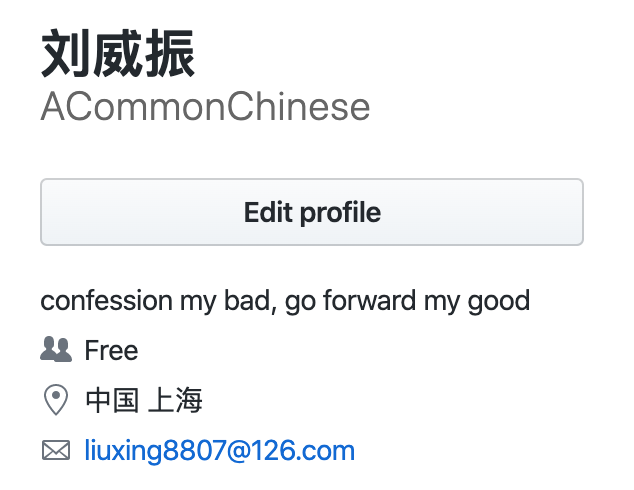 刘威振
ACommonChinese
Edit profile
confession my bad, go forward my good
Free
中国 上海
liuxing8807@126.com